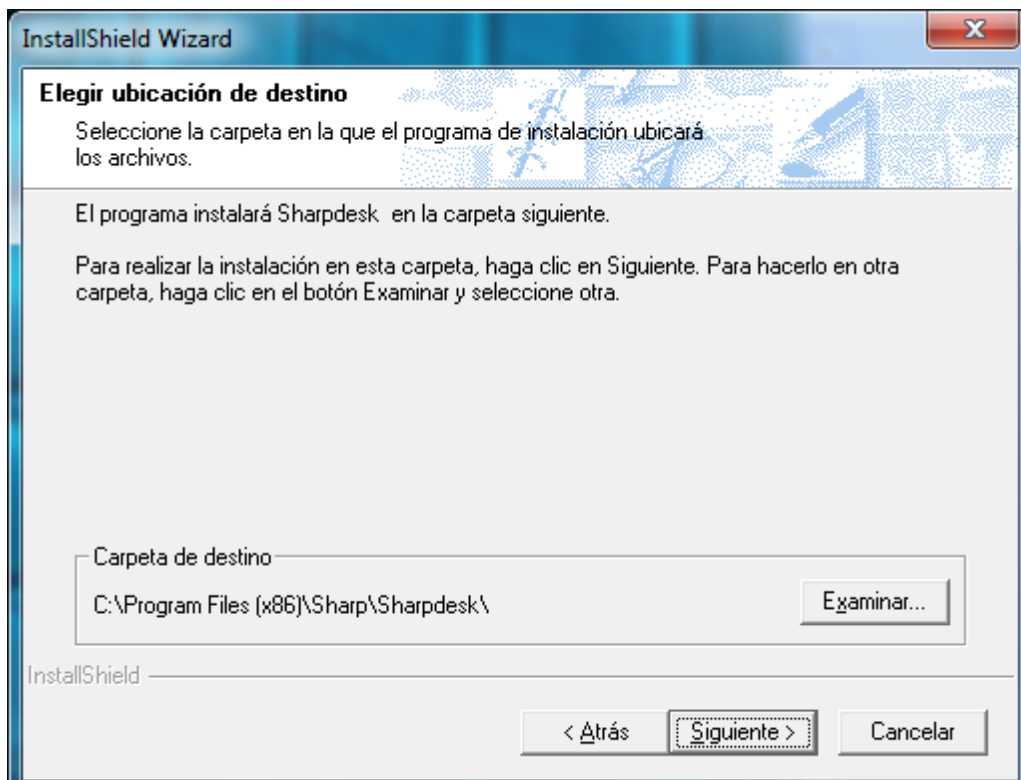 InstallShield Wizard
Elegir ubicación de destino
Seleccione la carpeta en la que el programa de instalación ubicará
los archivos.
El programa instalará Sharpdesk  en la carpeta siguiente.
Para realizar la instalación en esta carpeta, haga clic en Siguiente. Para hacerlo en otra
carpeta, haga clic en el botón Examinar y seleccione otra.
Carpeta de destino
C:\Program Files (x86)\Sharp\Sharpdesk\
Examinar...
InstallShield
< Atrás
Siguiente >
Cancelar